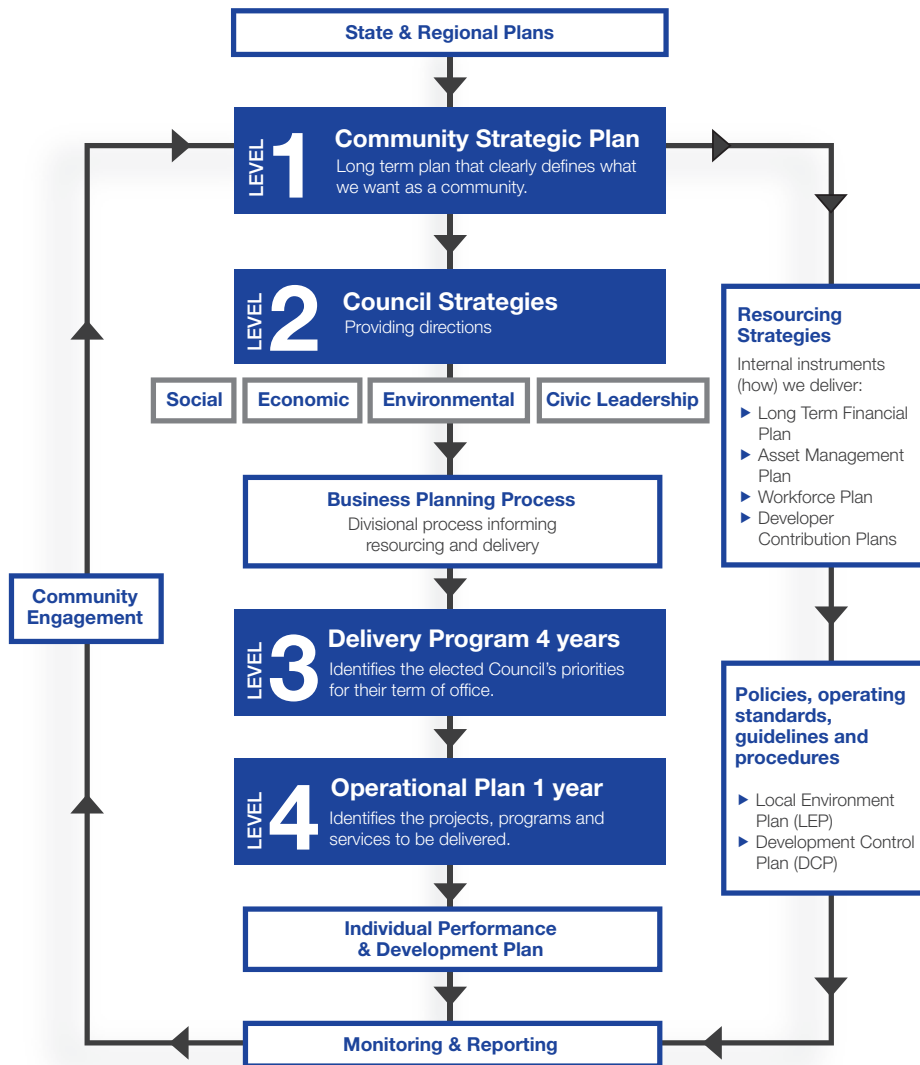 State & Regional Plans
LEVEL 1
Community Strategic Plan
Long term plan that clearly defines what
we want as a community.
LEVEL 2
Council Strategies
Providing directions
Social
Economic
Environmental
Civic Leadership
Business Planning Process
Divisional process informing
resourcing and delivery
LEVEL 3
Delivery Program 4 years
Identifies the elected Council’s priorities
for their term of office.
LEVEL 4
Operational Plan 1 year
Identifies the projects, programs and
services to be delivered.
Individual Performance
& Development Plan
Monitoring & Reporting
Community
Engagement
Resourcing
Strategies
Internal instruments
(how) we deliver:
Long Term Financial
Plan
Asset Management
Plan
Workforce Plan
Developer
Contribution Plans
Policies, operating
standards,
guidelines and
procedures
Local Environment
Plan (LEP)
Development Control
Plan (DCP)